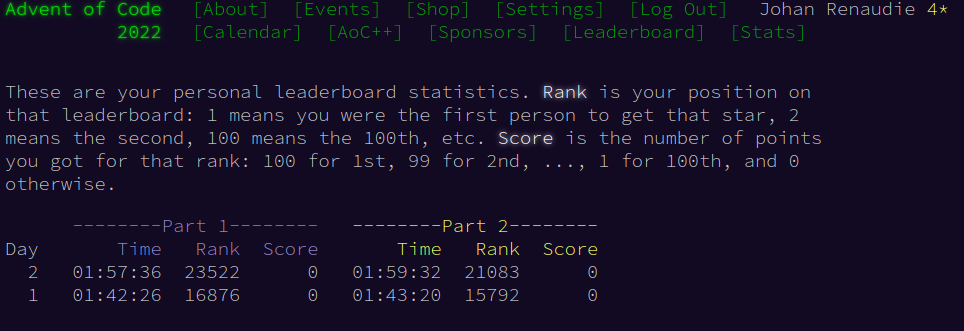 Advent of Code [About] [Events] [Shop] [Settings] [Log Out] Johan Renaudie 4*
2022 [Calendar] [AoC++] [Sponsors] [Leaderboard] [Stats]
These are your personal leaderboard statistics. Rank is your position on
that leaderboard: 1 means you were the first person to get that star, 2
means the second, 100 means the 100th, etc. Score is the number of points
you got for that rank: 100 for 1st, 99 for 2nd, ..., 1 for 100th, and 0
otherwise.
--------Part 1-------- --------Part 2--------
Day Time Rank Score Time Rank Score
2 01:57:36 23522 0 01:59:32 21083 0
1 01:42:26 16876 0 01:43:20 15792 0